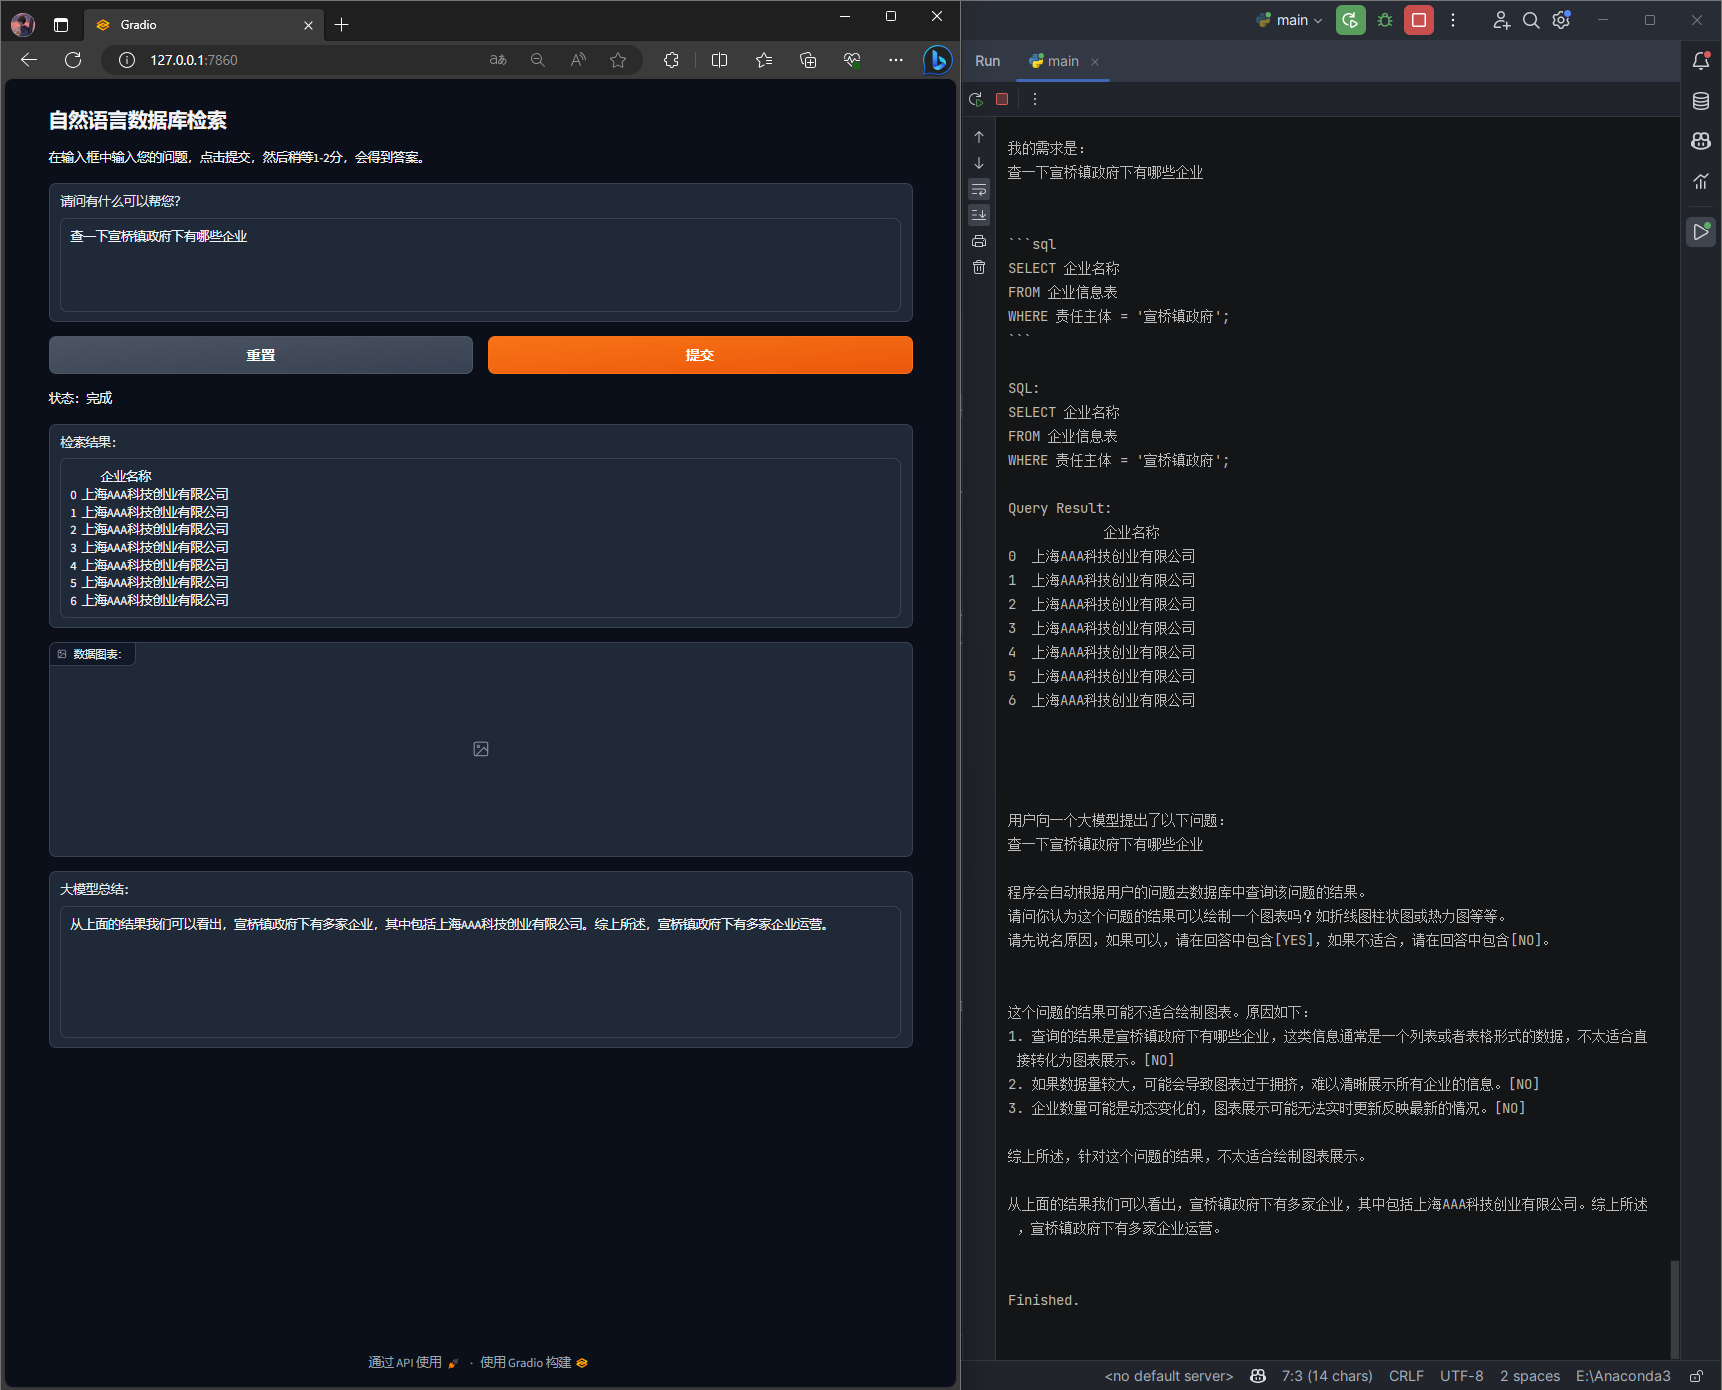 Gradio
127.0.0.1:7860
自然语言数据库检索
在输入框中输入您的问题，点击提交，然后稍等1-2分，会得到答案。
请问有什么可以帮您?
查一下宣桥镇政府下有哪些企业
重置
提交
状态：完成
检索结果：
企业名称
0 上海AAA科技创业有限公司
1 上海AAA科技创业有限公司
2 上海AAA科技创业有限公司
3 上海AAA科技创业有限公司
4 上海AAA科技创业有限公司
5 上海AAA科技创业有限公司
6 上海AAA科技创业有限公司
数据图表：
大模型总结：
从上面的结果我们可以看出，宣桥镇政府下有多家企业，其中包括上海AAA科技创业有限公司。综上所述，宣桥镇政府下有多家企业运营。
通过 API 使用 · 使用 Gradio 构建
main
Run
main
我的需求是：
查一下宣桥镇政府下有哪些企业
```sql
SELECT 企业名称
FROM 企业信息表
WHERE 责任主体 = '宣桥镇政府';
```
SQL:
SELECT 企业名称
FROM 企业信息表
WHERE 责任主体 = '宣桥镇政府';
Query Result:
企业名称
0 上海AAA科技创业有限公司
1 上海AAA科技创业有限公司
2 上海AAA科技创业有限公司
3 上海AAA科技创业有限公司
4 上海AAA科技创业有限公司
5 上海AAA科技创业有限公司
6 上海AAA科技创业有限公司
用户向一个大模型提出了以下问题：
查一下宣桥镇政府下有哪些企业
程序会自动根据用户的问题去数据库中查询该问题的结果。
请问你认为这个问题的结果可以绘制一个图表吗？如折线图柱状图或热力图等等。
请先说名原因，如果可以，请在回答中包含[YES]，如果不适合，请在回答中包含[NO]。
这个问题的结果可能不适合绘制图表。原因如下：
1. 查询的结果是宣桥镇政府下有哪些企业，这类信息通常是一个列表或者表格形式的数据，不太适合直
接转化为图表展示。[NO]
2. 如果数据量较大，可能会导致图表过于拥挤，难以清晰展示所有企业的信息。[NO]
3. 企业数量可能是动态变化的，图表展示可能无法实时更新反映最新的情况。[NO]
综上所述，针对这个问题的结果，不太适合绘制图表展示。
从上面的结果我们可以看出，宣桥镇政府下有多家企业，其中包括上海AAA科技创业有限公司。综上所述
，宣桥镇政府下有多家企业运营。
Finished.
<no default server>
7:3 (14 chars)
CRLF
UTF-8
2 spaces
E:\Anaconda3